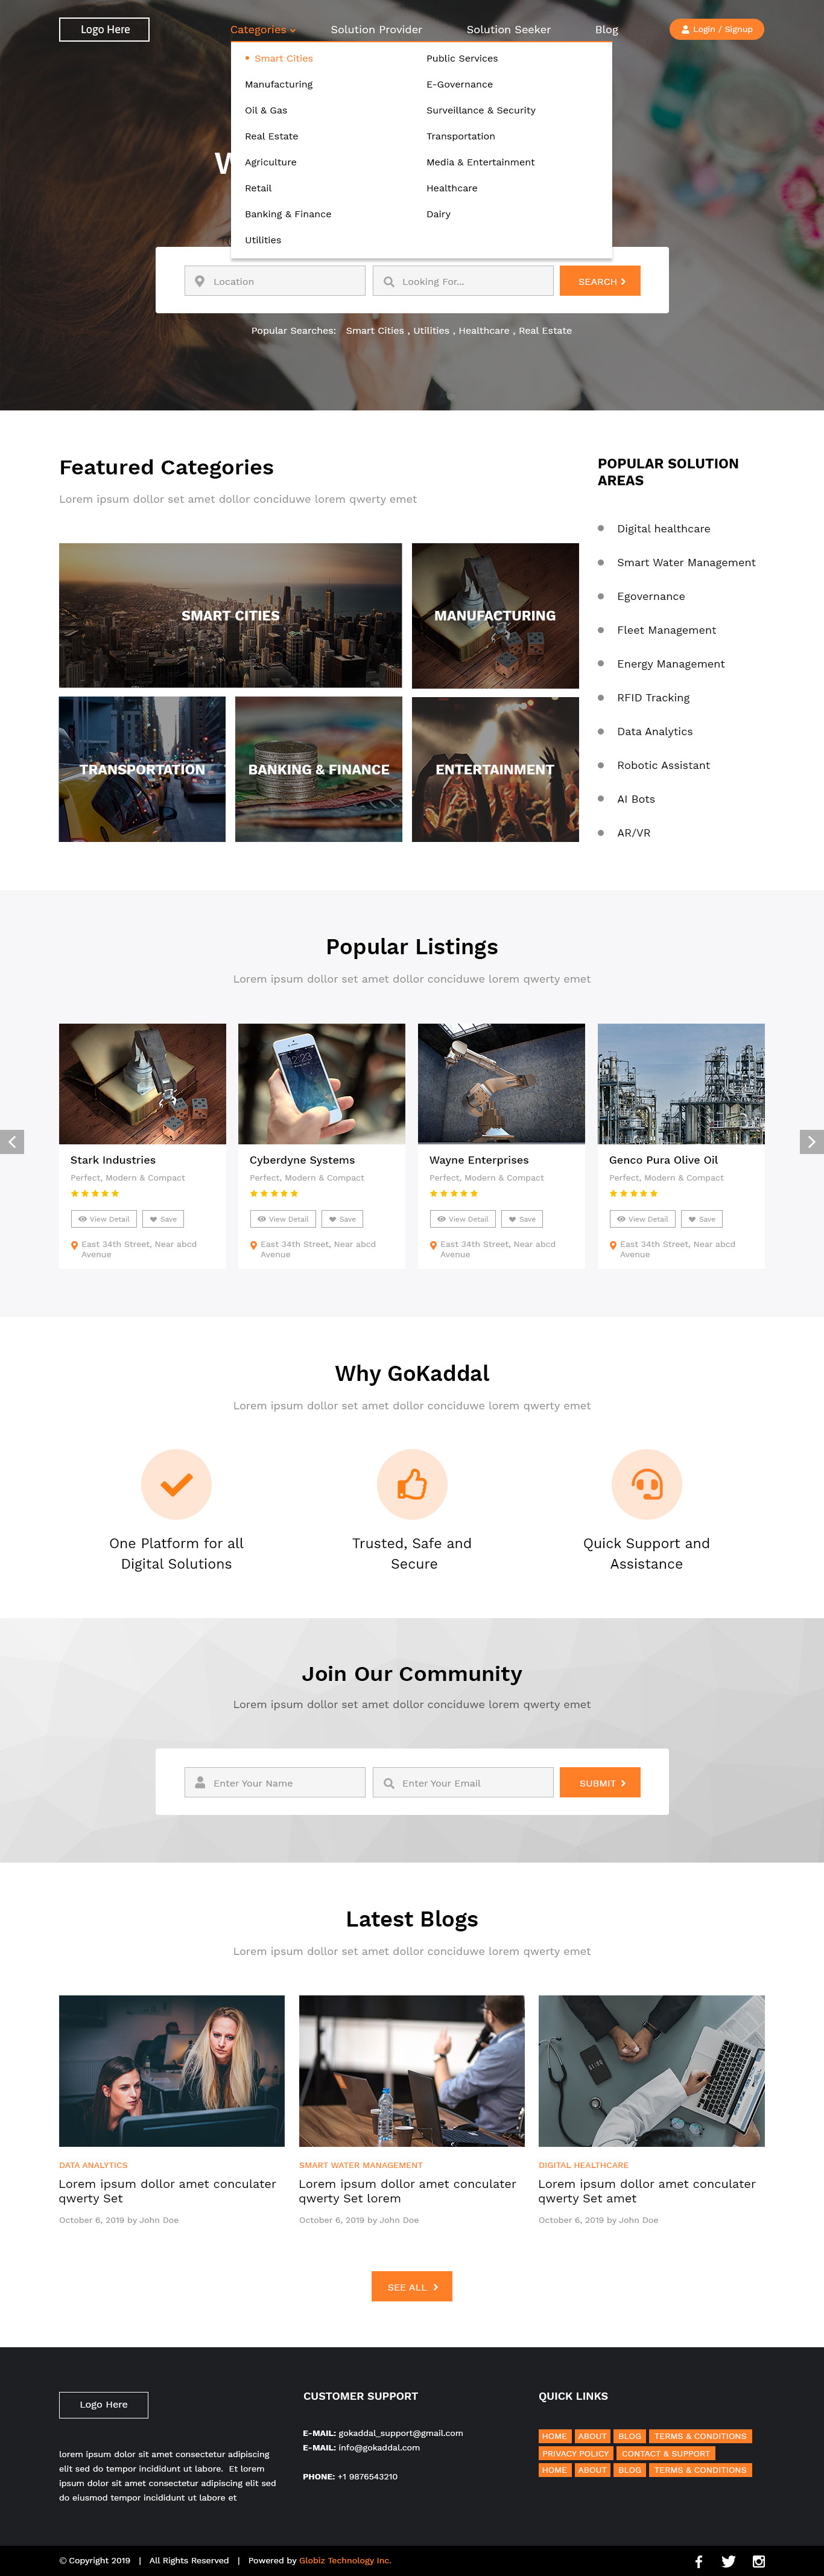 Logo Here
Categories
Solution Provider
Solution Seeker
Blog
Login / Signup
Smart Cities
Manufacturing
Oil & Gas
Real Estate
Agriculture
Retail
Banking & Finance
Utilities
Public Services
E-Governance
Surveillance & Security
Transportation
Media & Entertainment
Healthcare
Dairy
Location
Looking For...
SEARCH
Popular Searches: Smart Cities , Utilities , Healthcare , Real Estate
Featured Categories
Lorem ipsum dollor set amet dollor conciduwe lorem qwerty emet
SMART CITIES
MANUFACTURING
TRANSPORTATION
BANKING & FINANCE
ENTERTAINMENT
POPULAR SOLUTION
AREAS
Digital healthcare
Smart Water Management
Egovernance
Fleet Management
Energy Management
RFID Tracking
Data Analytics
Robotic Assistant
AI Bots
AR/VR
Popular Listings
Lorem ipsum dollor set amet dollor conciduwe lorem qwerty emet
12:23
Stark Industries
Perfect, Modern & Compact
View Detail
Save
East 34th Street, Near abcd
Avenue
Cyberdyne Systems
Perfect, Modern & Compact
View Detail
Save
East 34th Street, Near abcd
Avenue
Wayne Enterprises
Perfect, Modern & Compact
View Detail
Save
East 34th Street, Near abcd
Avenue
Genco Pura Olive Oil
Perfect, Modern & Compact
View Detail
Save
East 34th Street, Near abcd
Avenue
Why GoKaddal
Lorem ipsum dollor set amet dollor conciduwe lorem qwerty emet
One Platform for all
Digital Solutions
Trusted, Safe and
Secure
Quick Support and
Assistance
Join Our Community
Lorem ipsum dollor set amet dollor conciduwe lorem qwerty emet
Enter Your Name
Enter Your Email
SUBMIT
Latest Blogs
Lorem ipsum dollor set amet dollor conciduwe lorem qwerty emet
DATA ANALYTICS
Lorem ipsum dollor amet conculater
qwerty Set
October 6, 2019 by John Doe
SMART WATER MANAGEMENT
Lorem ipsum dollor amet conculater
qwerty Set lorem
October 6, 2019 by John Doe
DIGITAL HEALTHCARE
Lorem ipsum dollor amet conculater
qwerty Set amet
October 6, 2019 by John Doe
SEE ALL
Logo Here
lorem ipsum dolor sit amet consectetur adipiscing
elit sed do tempor incididunt ut labore. Et lorem
ipsum dolor sit amet consectetur adipiscing elit sed
do eiusmod tempor incididunt ut labore et
CUSTOMER SUPPORT
E-MAIL: gokaddal_support@gmail.com
E-MAIL: info@gokaddal.com
PHONE: +1 9876543210
QUICK LINKS
HOME ABOUT BLOG TERMS & CONDITIONS
PRIVACY POLICY CONTACT & SUPPORT
HOME ABOUT BLOG TERMS & CONDITIONS
© Copyright 2019 | All Rights Reserved | Powered by Globiz Technology Inc.